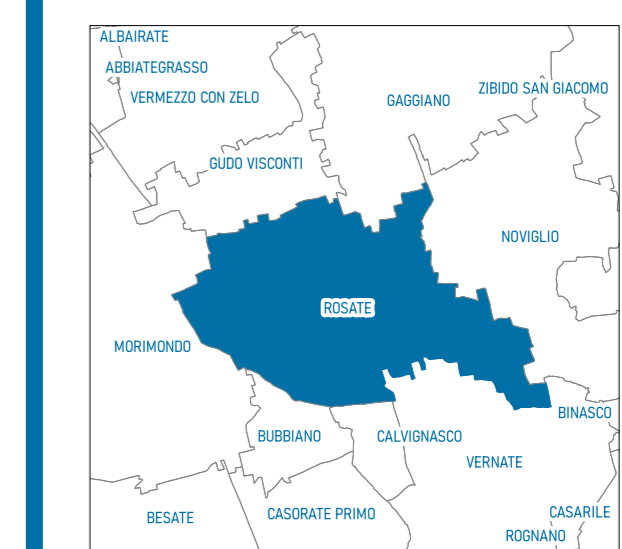 ALBAIRATE
ABBIATEGRASSO
VERMEZZO CON ZELO
GAGGIANO
ZIBIDO SAN GIACOMO
GUDO VISCONTI
NOVIGLIO
ROSATE
MORIMONDO
BINASCO
BUBBIANO
CALVIGNASCO
VERNATE
BESATE
CASORATE PRIMO
CASARILE
ROGNANO